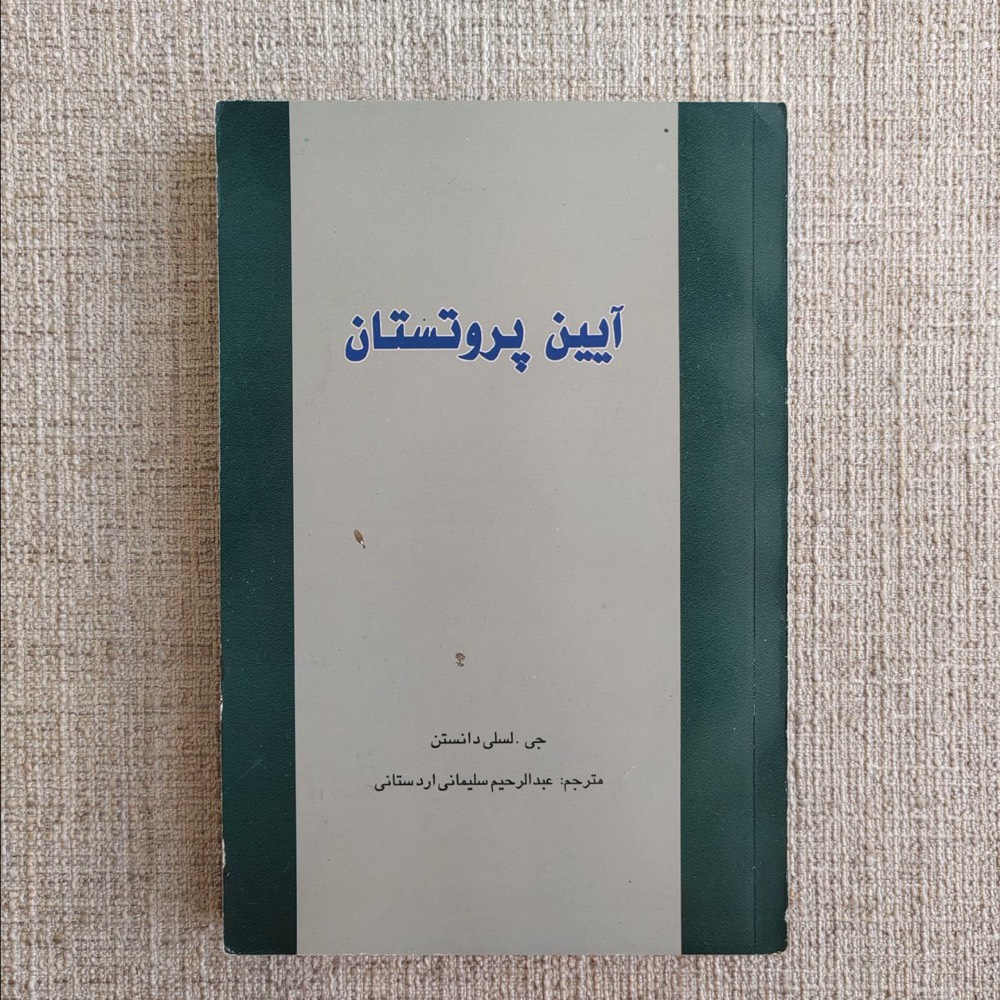 آیین پروتستان
جی .لسلی دانستن
مترجم: عبدالرحیم سلیمانی اردستانی